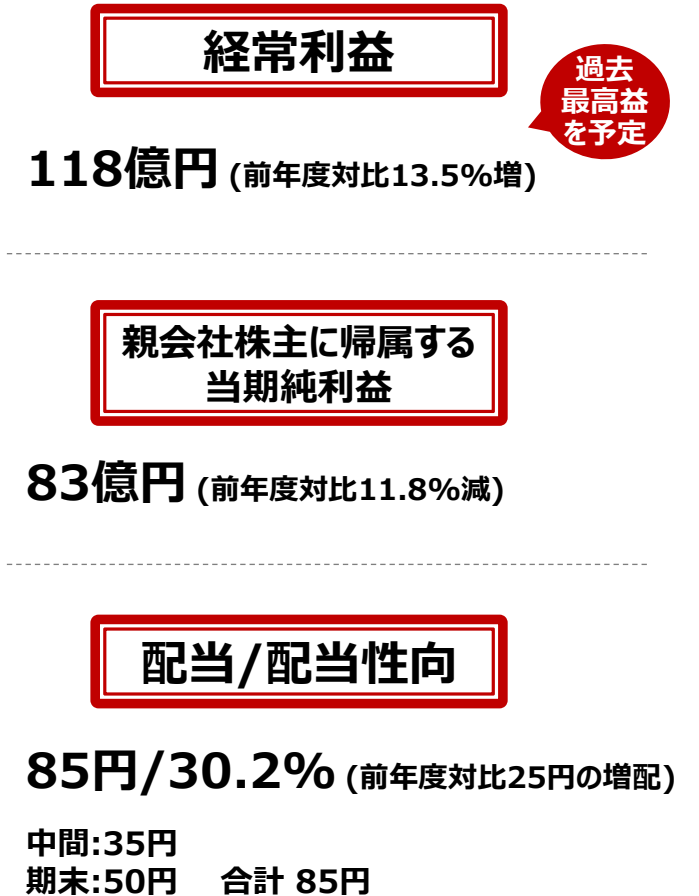 経常利益
過去
最高益
を予定
118億円 (前年度対比13.5%増)
親会社株主に帰属する
当期純利益
83億円 (前年度対比11.8%減)
配当/配当性向
85円/30.2% (前年度対比25円の増配)
中間:35円
期末:50円　合計 85円